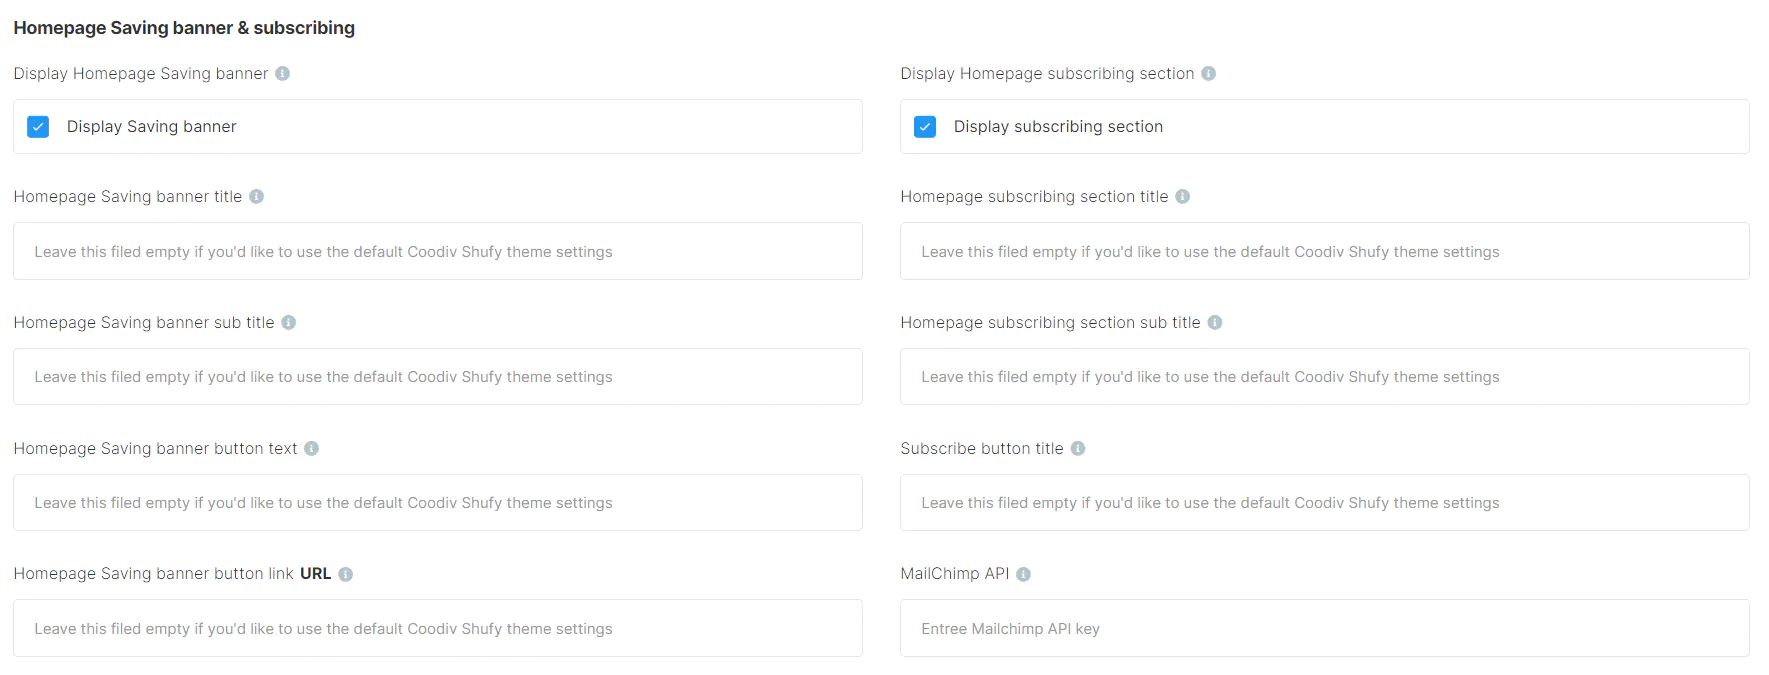 Homepage Saving banner & subscribing
Display Homepage Saving banner
Display Saving banner
Homepage Saving banner title
Leave this filed empty if you'd like to use the default Coodiv Shufy theme settings
Homepage Saving banner sub title
Leave this filed empty if you'd like to use the default Coodiv Shufy theme settings
Homepage Saving banner button text
Leave this filed empty if you'd like to use the default Coodiv Shufy theme settings
Homepage Saving banner button link URL
Leave this filed empty if you'd like to use the default Coodiv Shufy theme settings
Display Homepage subscribing section
Display subscribing section
Homepage subscribing section title
Leave this filed empty if you'd like to use the default Coodiv Shufy theme settings
Homepage subscribing section sub title
Leave this filed empty if you'd like to use the default Coodiv Shufy theme settings
Subscribe button title
Leave this filed empty if you'd like to use the default Coodiv Shufy theme settings
MailChimp API
Entree Mailchimp API key